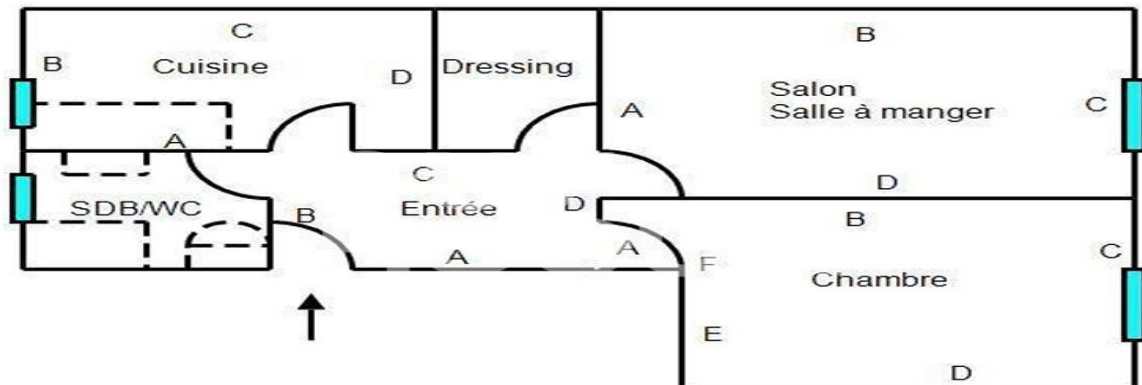 C
B
B
Cuisine
D
Dressing
Salon
A
C
Salle à manger
A
C
D
SDB/WC
B
Entrée
D
B
A
A
F
C
Chambre
E
D